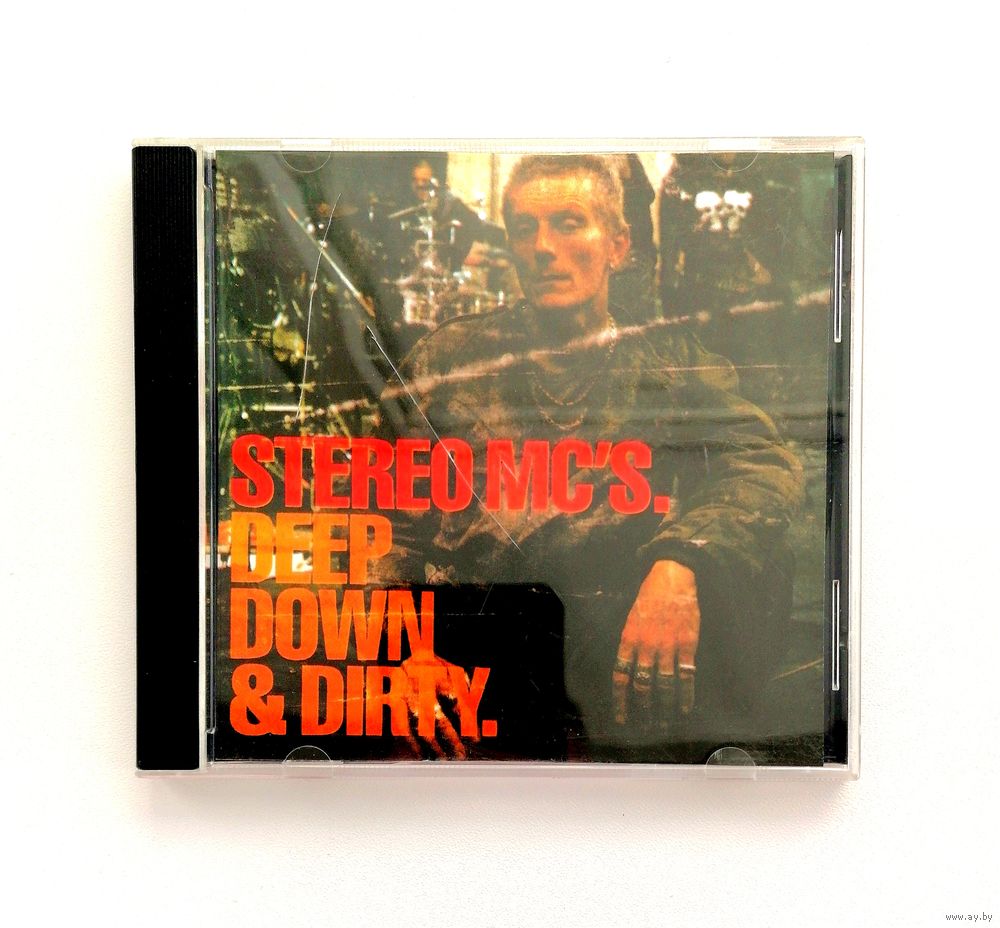 STEREO MC'S.
DEEP
DOWN
& DIRTY.
www.ay.by